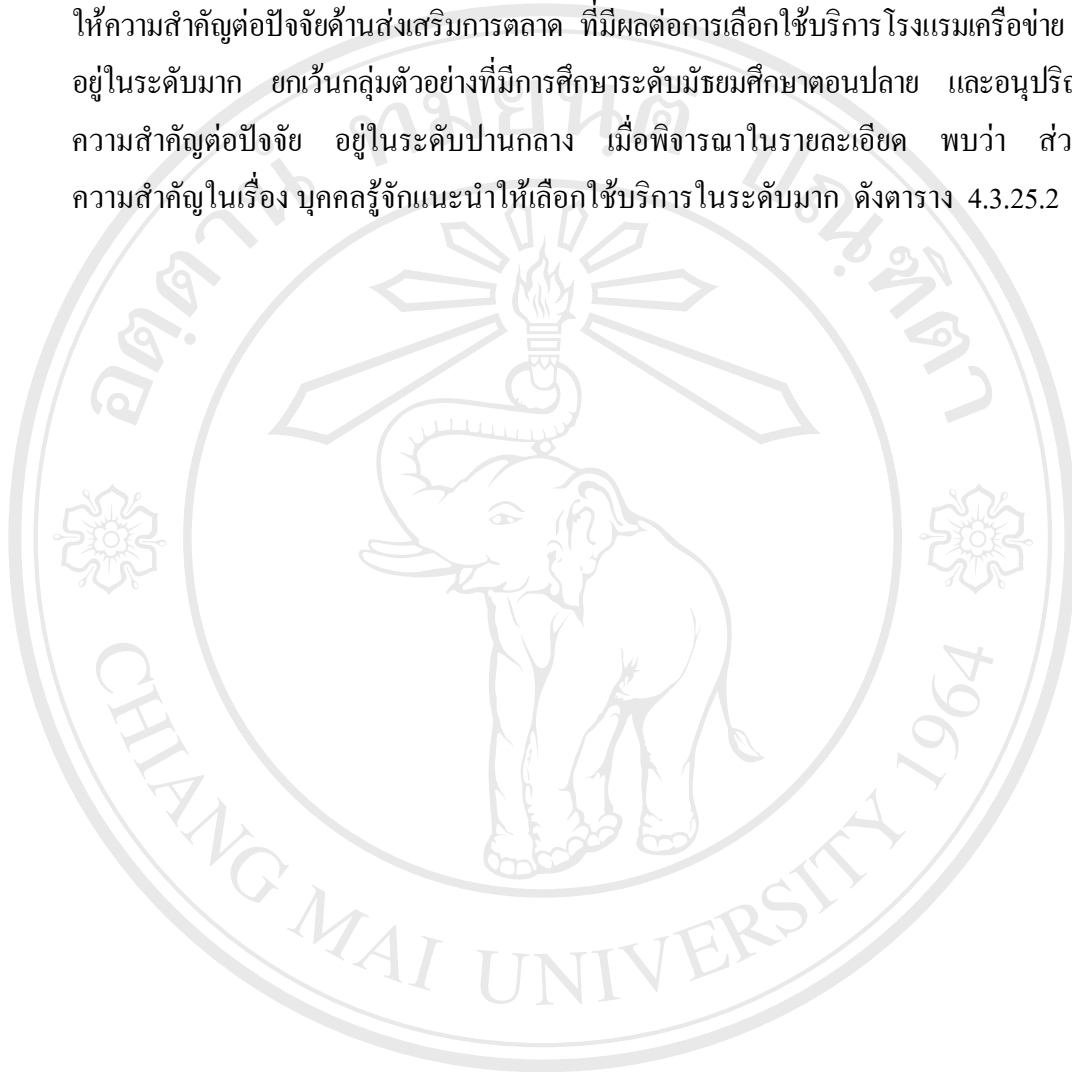 ให้ความสำคัญต่อปัจจัยด้านส่งเสริมการตลาด ที่มีผลต่อการเลือกใช้บริการโรงแรมเครือข่าย
อยู่ในระดับมาก ยกเว้นกลุ่มตัวอย่างที่มีการศึกษาระดับมัธยมศึกษาตอนปลาย และ
ความสำคัญต่อปัจจัย อยู่ในระดับปานกลาง เมื่อพิจารณาในรายละเอียด พบว่า
ความสำคัญในเรื่อง บุคคลรู้จักแนะนำให้เลือกใช้บริการในระดับมาก ดังตาราง 4.3.25.2
CHIANG MAI UNIVERSITY 1964